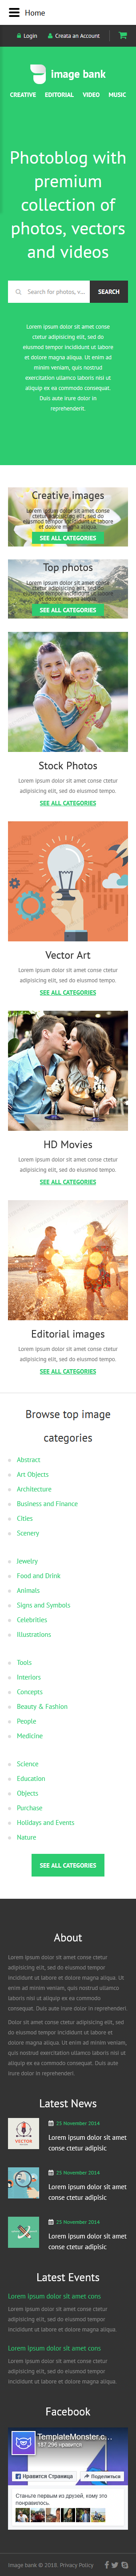 Home
Login
Creata an Account
image bank
CREATIVE EDITORIAL VIDEO MUSIC
Photoblog with
premium
collection of
photos, vectors
and videos
Search for photos, v...
SEARCH
Lorem ipsum dolor sit amet conse
ctetur adipisicing elit, sed do
eiusmod tempor incididunt ut labore
et dolore magna aliqua. Ut enim ad
minim veniam, quis nostrud
exercitation ullamco laboris nisi ut
aliquip ex ea commodo consequat.
Duis aute irure dolor in
reprehenderit.
Creative images
Lorem ipsum dolor sit amet conse
ctetur adipisicing elit, sed do
eiusmod tempor incididunt ut labore
et dolore magna aliqua.
SEE ALL CATEGORIES
Top photos
Lorem ipsum dolor sit amet conse
ctetur adipisicing elit, sed do
eiusmod tempor incididunt ut labore
et dolore magna aliqua.
SEE ALL CATEGORIES
Stock Photos
Lorem ipsum dolor sit amet conse ctetur
adipisicing elit, sed do eiusmod tempo.
SEE ALL CATEGORIES
Vector Art
Lorem ipsum dolor sit amet conse ctetur
adipisicing elit, sed do eiusmod tempo.
SEE ALL CATEGORIES
HD Movies
Lorem ipsum dolor sit amet conse ctetur
adipisicing elit, sed do eiusmod tempo.
SEE ALL CATEGORIES
Editorial images
Lorem ipsum dolor sit amet conse ctetur
adipisicing elit, sed do eiusmod tempo.
SEE ALL CATEGORIES
Browse top image
categories
Abstract
Art Objects
Architecture
Business and Finance
Cities
Scenery
Jewelry
Food and Drink
Animals
Signs and Symbols
Celebrities
Illustrations
Tools
Interiors
Concepts
Beauty & Fashion
People
Medicine
Science
Education
Objects
Purchase
Holidays and Events
Nature
SEE ALL CATEGORIES
About
Lorem ipsum dolor sit amet conse ctetur
adipisicing elit, sed do eiusmod tempor
incididunt ut labore et dolore magna aliqua. Ut
enim ad minim veniam, quis nostrud exercitation
ullamco laboris nisi ut aliquip ex ea commodo
consequat. Duis aute irure dolor in reprehenderit
Dolor sit amet conse ctetur adipisicing elit, sed
do eiusmod tempor incididunt ut labore et
dolore magna aliqua. Ut enim ad minim veniam,
quis nostrud exercitation ullamco laboris nisi ut
aliquip ex ea commodo consequat. Duis aute
irure dolor in reprehenderit.
Latest News
25 November 2014
Lorem ipsum dolor sit amet
conse ctetur adipisic
VECTOR
25 November 2014
Lorem ipsum dolor sit amet
conse ctetur adipisic
25 November 2014
Lorem ipsum dolor sit amet
conse ctetur adipisic
Latest Events
Lorem ipsum dolor sit amet cons
Lorem ipsum dolor sit amet conse ctetur
adipisicing elit, sed do eiusmod tempor
incididunt ut labore et dolore magna aliqua
Lorem ipsum dolor sit amet cons
Lorem ipsum dolor sit amet conse ctetur
adipisicing elit, sed do eiusmod tempor
incididunt ut labore et dolore magna aliqua.
Facebook
TemplateMonster.c...
187 296 нравится
Нравится Страница
Поделиться
Станьте первым из друзей, кому это
понравилось.
Image bank © 2018. Privacy Policy